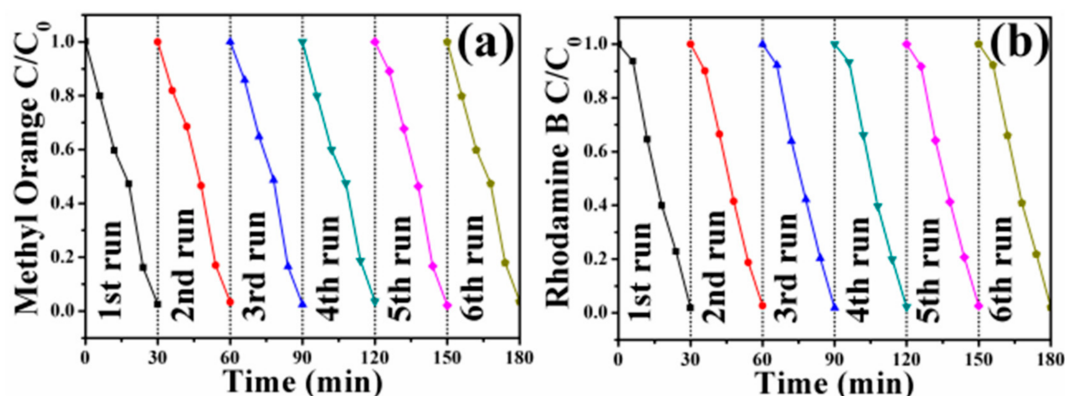 (a)
Methyl Orange C/C0
1.0
0.8
0.6
0.4
0.2
0.0
1st run
2nd run
3rd run
4th run
5th run
6th run
0 30 60 90 120 150 180
Time (min)
(b)
Rhodamine B C/C0
1.0
0.8
0.6
0.4
0.2
0.0
1st run
2nd run
3rd run
4th run
5th run
6th run
0 30 60 90 120 150 180
Time (min)